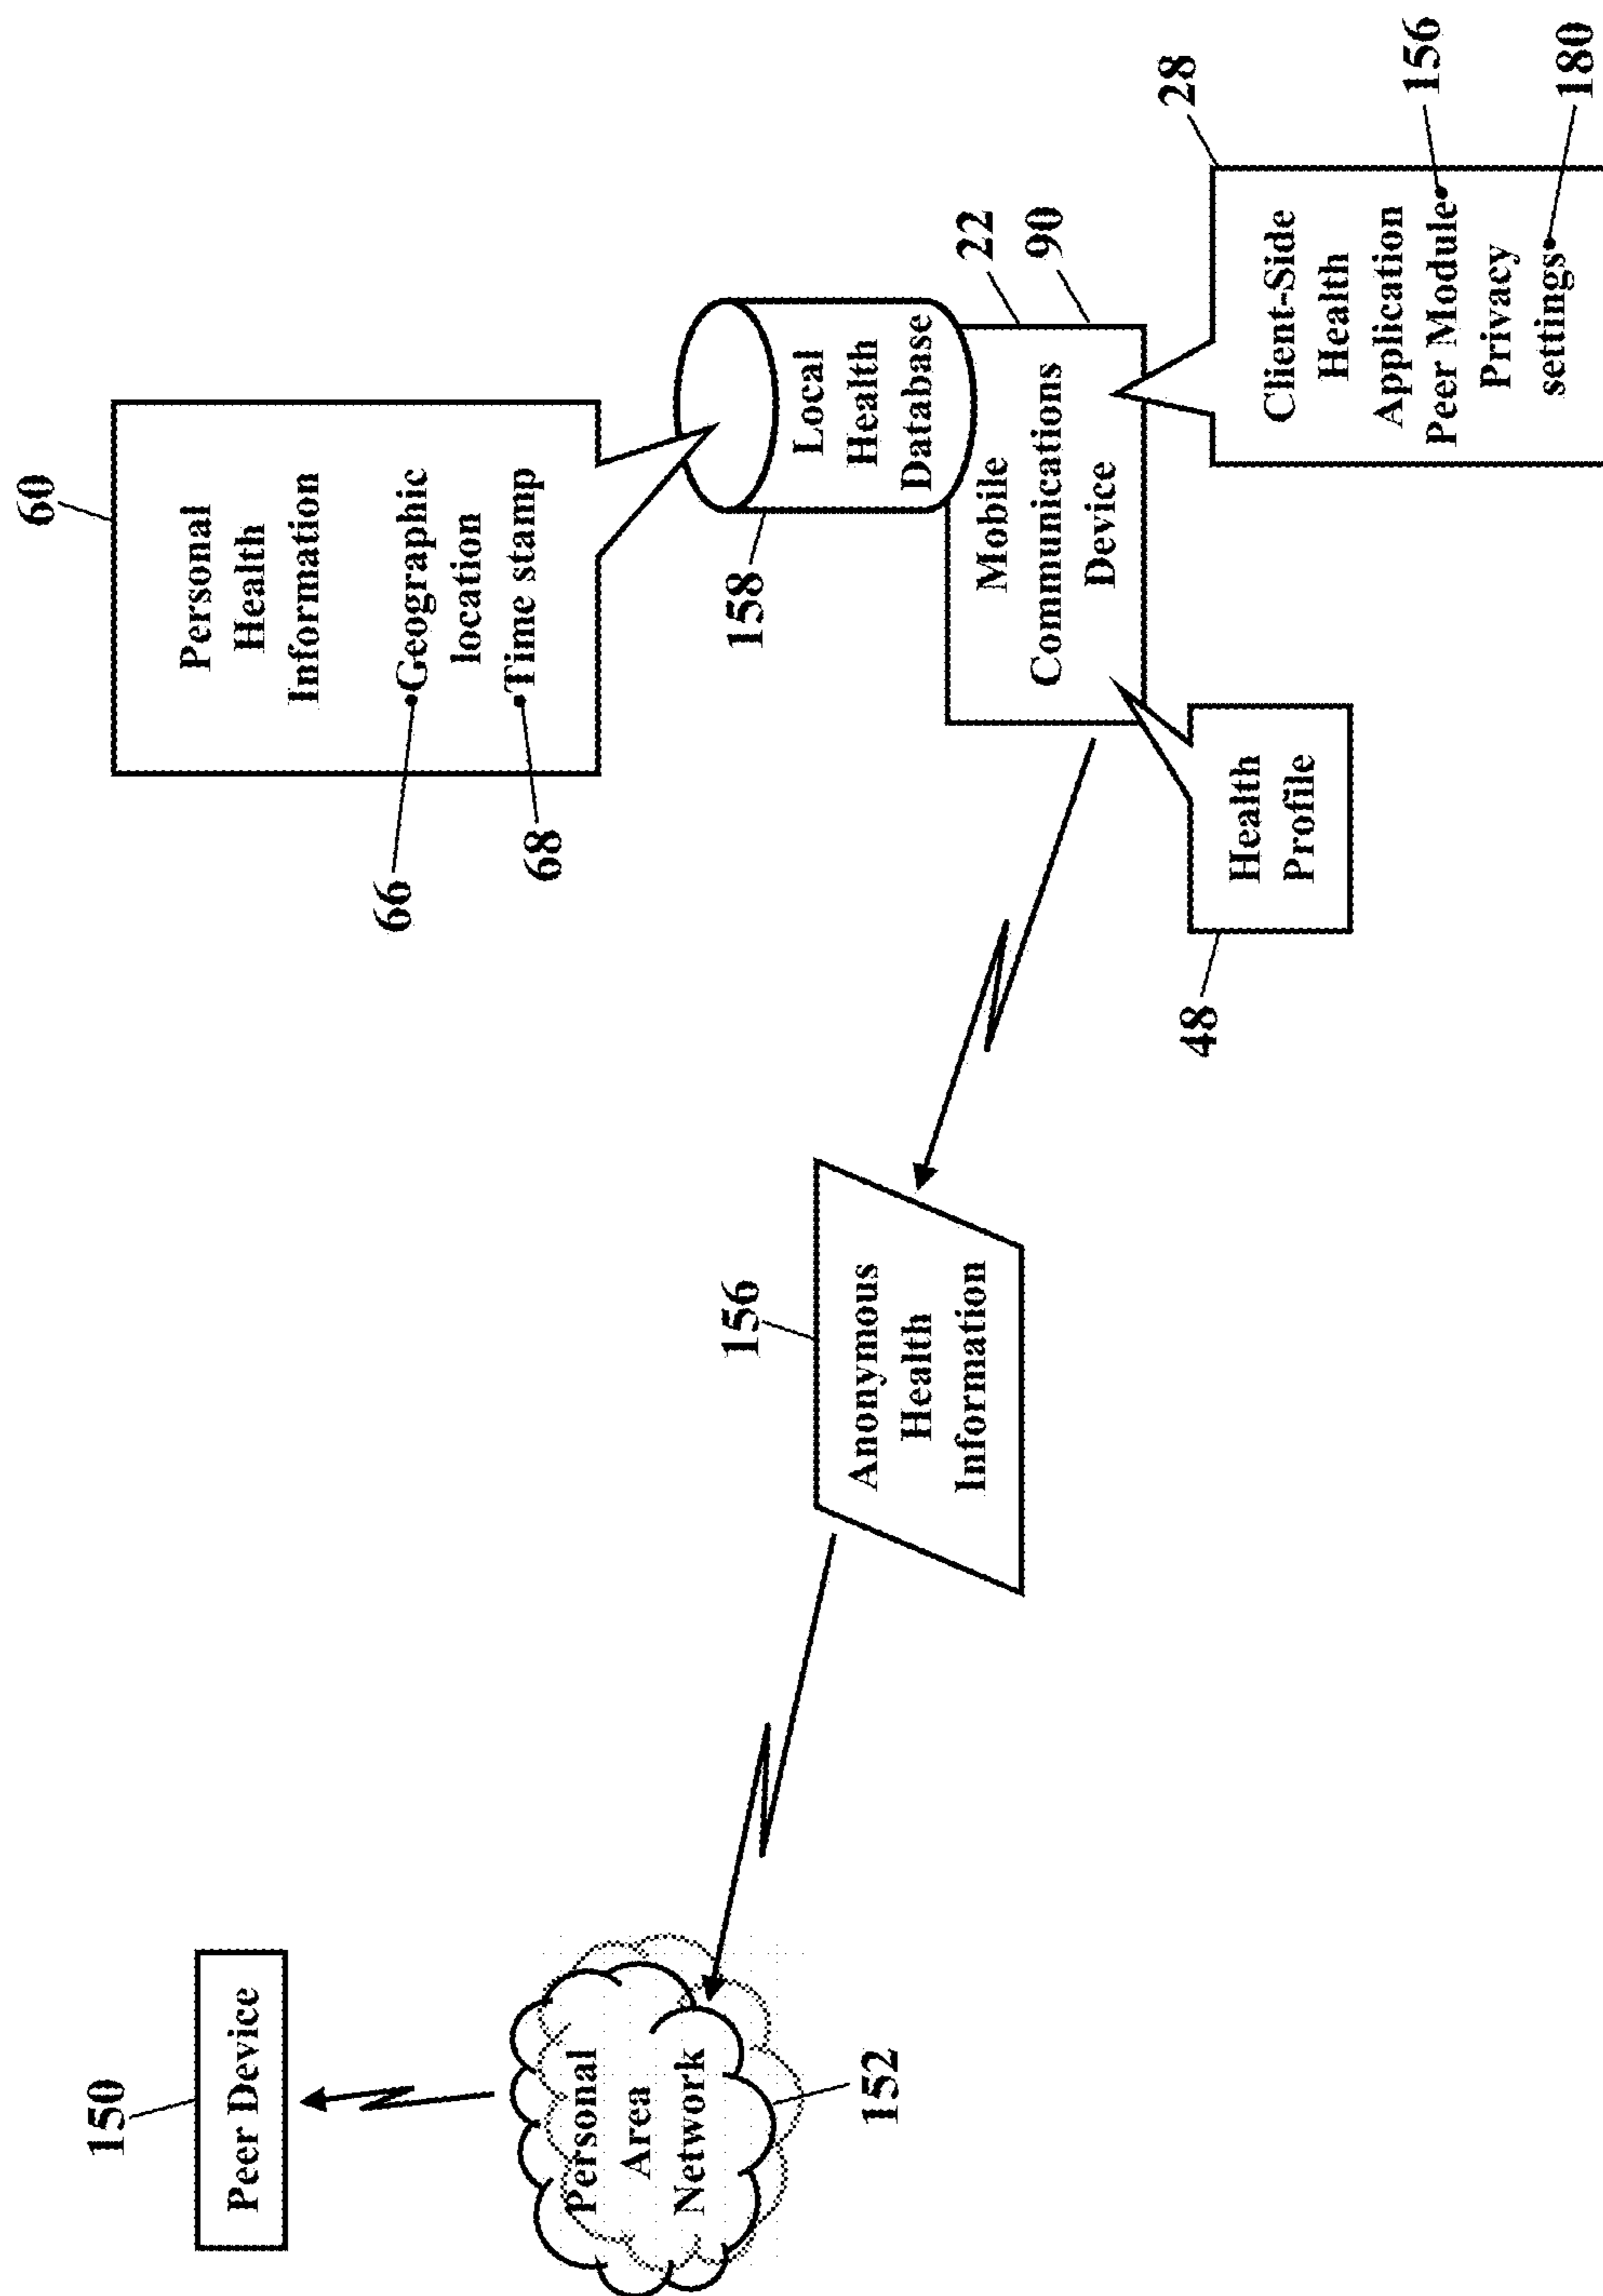 150
Peer Device
Personal
Area
Network
152
156
Anonymous
Health
Information
60
Personal
Health
Information
Geographic
location
Time stamp
66
68
158
Local
Health
Database
22
90
Mobile
Communications
Device
48
Health
Profile
28
Client-Side
Health
Application
Peer Module
156
Privacy
settings
180